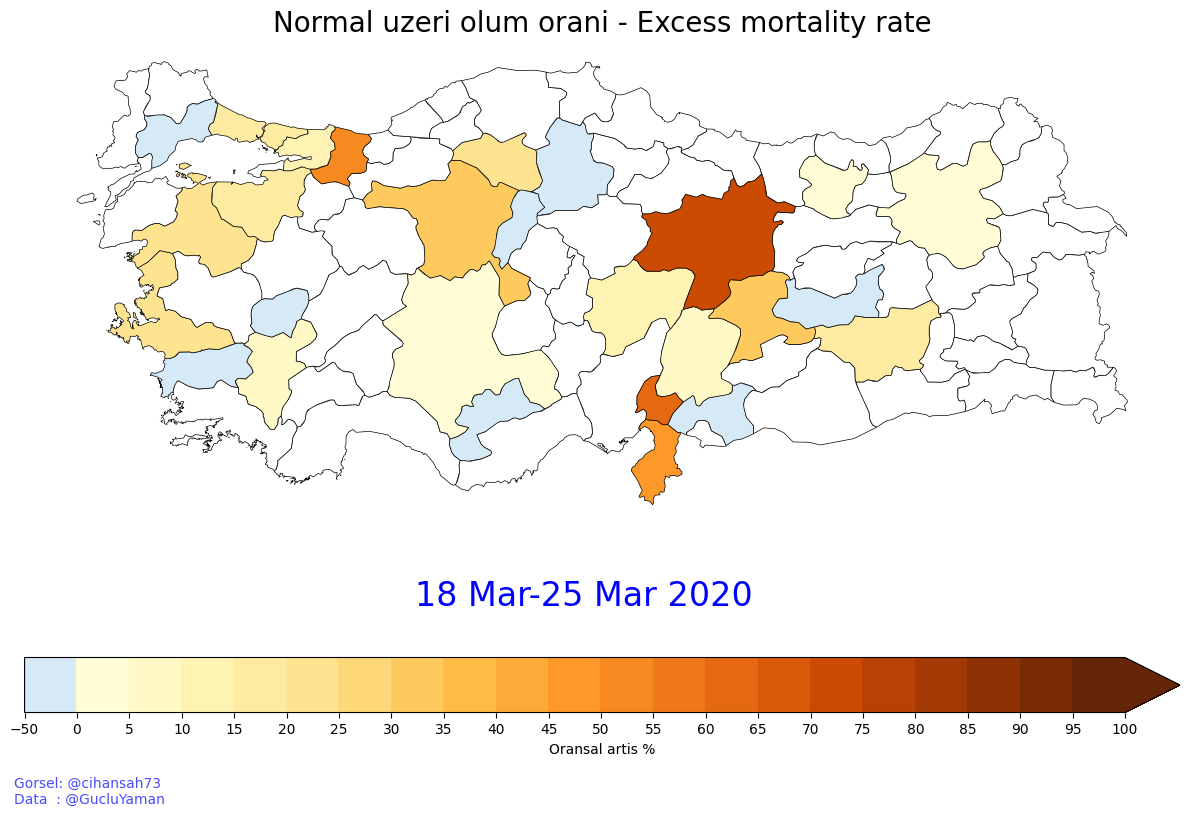 Normal uzeri olum orani - Excess mortality rate
18 Mar-25 Mar 2020
−50 0 5 10 15 20 25 30 35 40 45 50 55 60 65 70 75 80 85 90 95 100
Oransal artis %
Gorsel: @cihansah73
Data  : @GucluYaman